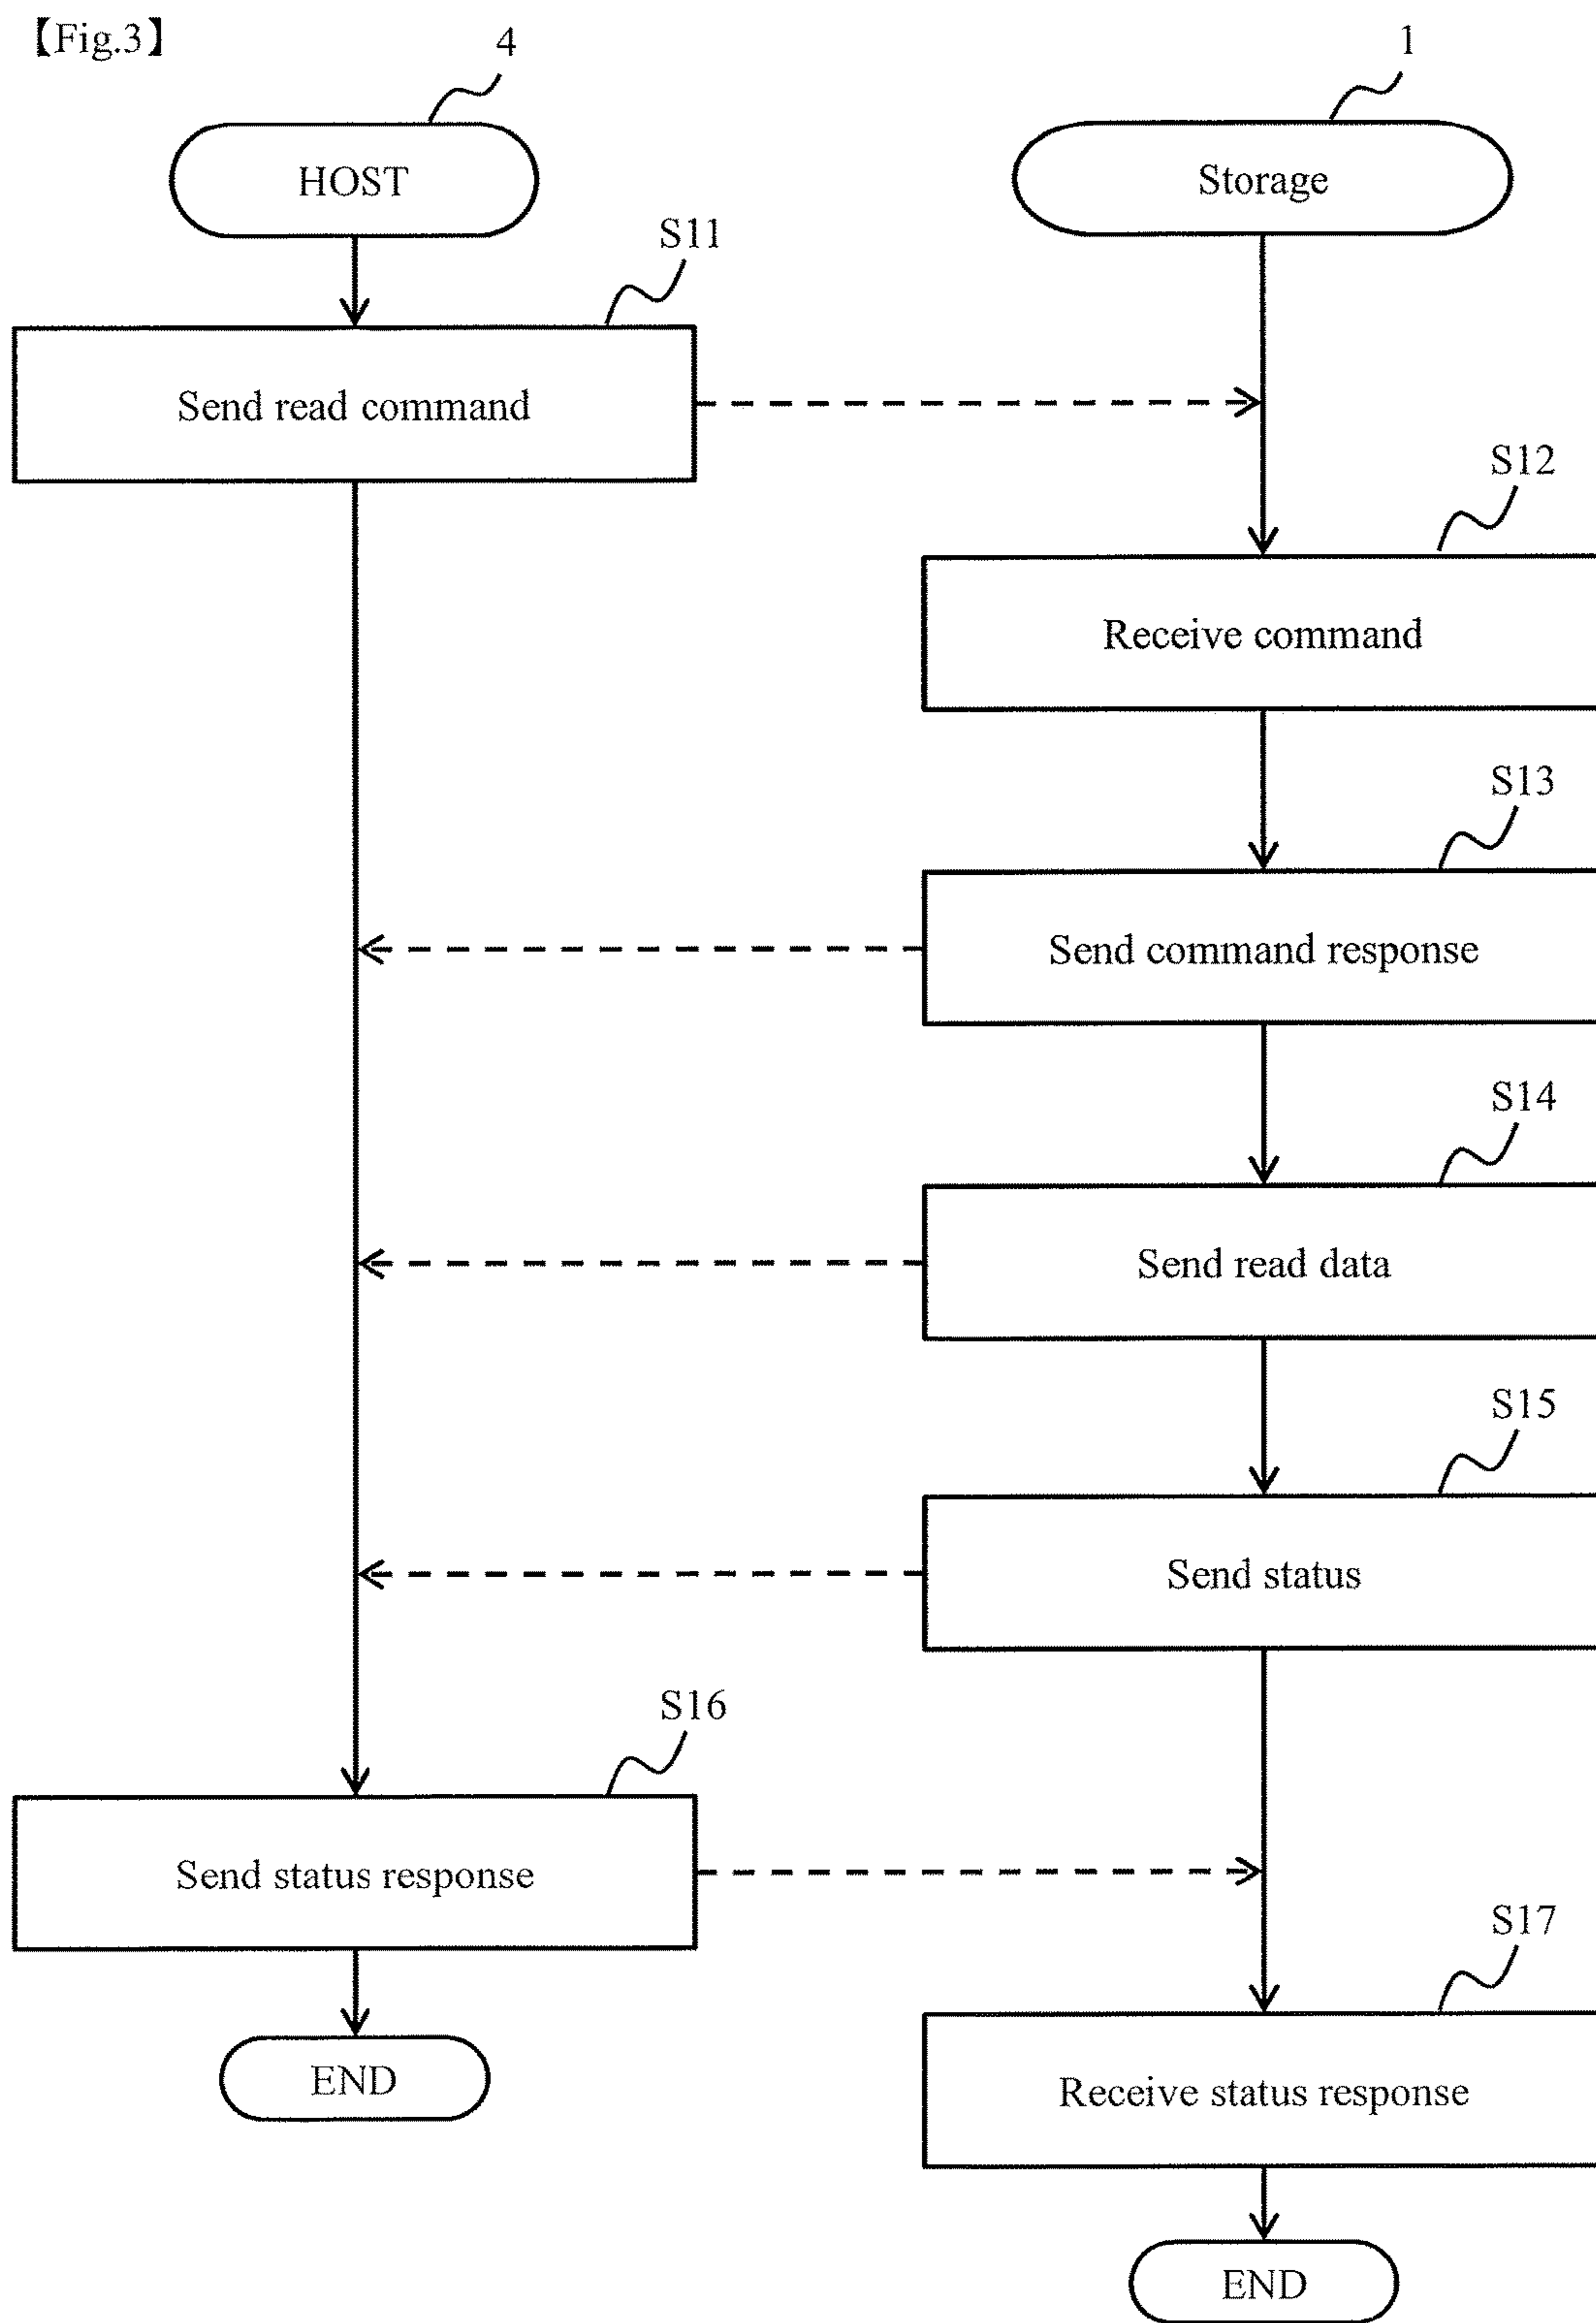 【Fig.3】
4
1
HOST
Storage
S11
Send read command
S12
Receive command
S13
Send command response
S14
Send read data
S15
Send status
S16
Send status response
S17
END
Receive status response
END